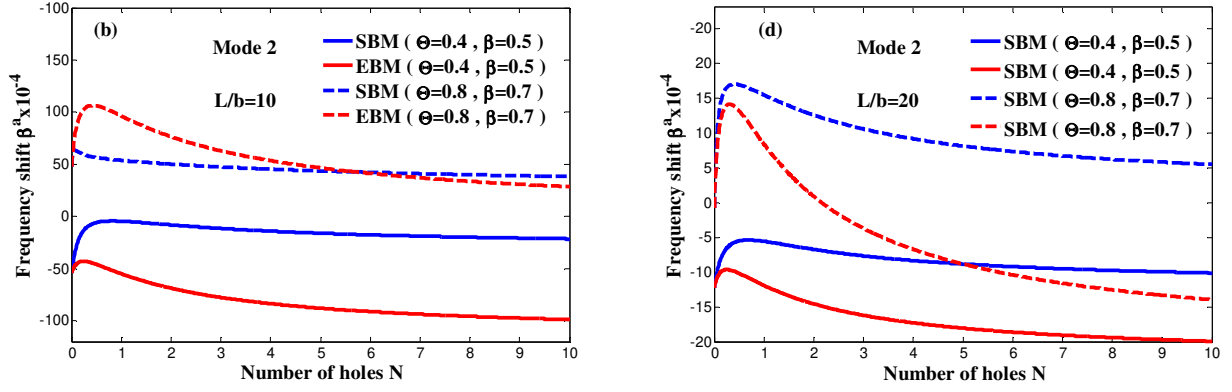 (b)
Mode 2
L/b=10
SBM ( Θ=0.4 , β=0.5 )
EBM ( Θ=0.4 , β=0.5 )
SBM ( Θ=0.8 , β=0.7 )
EBM ( Θ=0.8 , β=0.7 )
Frequency shift βᵃx10⁻⁴
100
150
100
50
0
-50
-100
0 1 2 3 4 5 6 7 8 9 10
Number of holes N
(d)
Mode 2
L/b=20
SBM ( Θ=0.4 , β=0.5 )
SBM ( Θ=0.4 , β=0.5 )
SBM ( Θ=0.8 , β=0.7 )
SBM ( Θ=0.8 , β=0.7 )
Frequency shift βᵃx10⁻⁴
25
20
15
10
5
0
-5
-10
-15
-20
0 1 2 3 4 5 6 7 8 9 10
Number of holes N